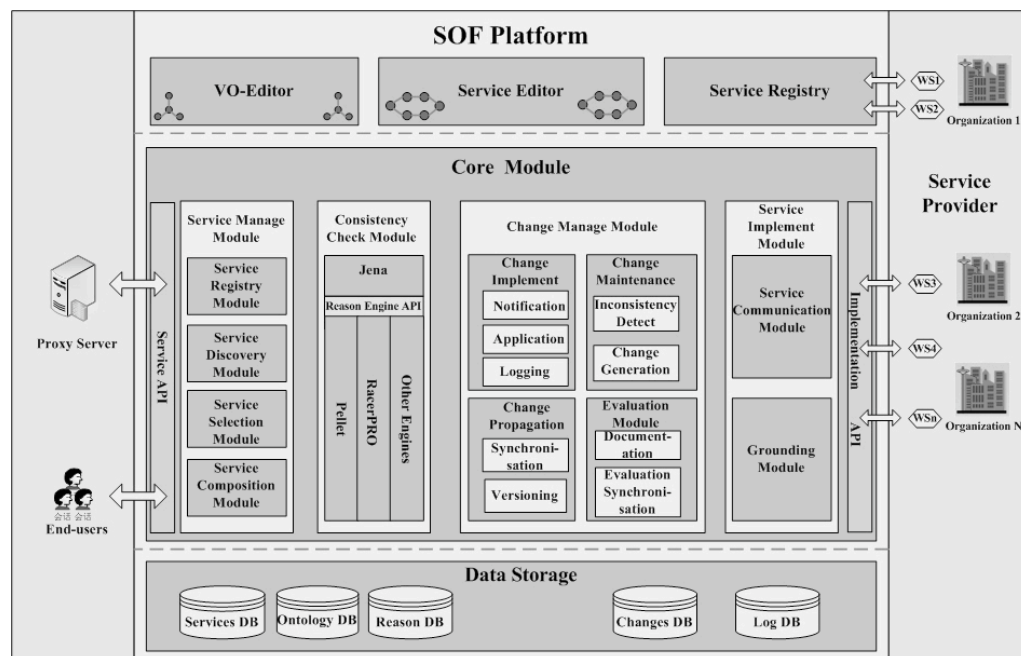 SOF Platform
VO-Editor
Service Editor
Service Registry
WS1
WS2
Organization 1
Core Module
Service
Provider
Service Manage
Module
Service
Registry
Module
Service
Discovery
Module
Service
Selection
Module
Service
Composition
Module
Service API
Consistency
Check Module
Jena
Reason Engine API
Pellet
RacerPRO
Other Engines
Change Manage Module
Change
Implement
Notification
Application
Logging
Change
Maintenance
Inconsistency
Detect
Change
Generation
Change
Propagation
Synchroni-
sation
Versioning
Evaluation
Module
Document-
ation
Evaluation
Synchroni-
sation
Service
Implement
Module
Service
Communication
Module
Grounding
Module
Implementation API
WS3
Organization 2
WS4
WSn
Organization N
Proxy Server
会话 会话
End-users
Data Storage
Services DB
Ontology DB
Reason DB
Changes DB
Log DB